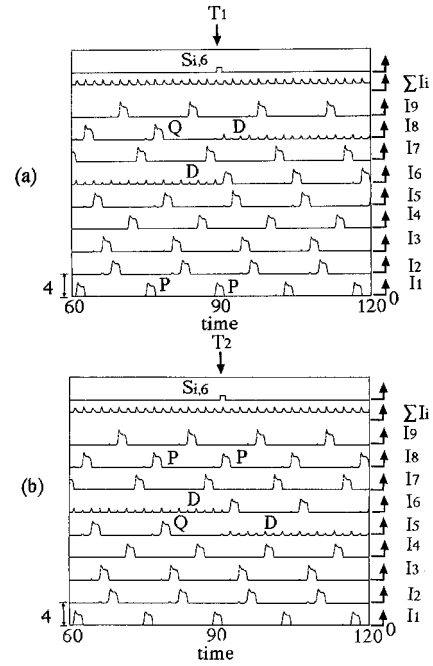 T1
Si,6
∑Ii
I9
Q D I8
I7
(a)
D I6
I5
I4
I3
I2
4 P P I1
60 90 120 0
time
T2
Si,6
∑Ii
I9
P P I8
I7
(b)
D I6
Q D I5
I4
I3
I2
4 I1
60 90 120 0
time